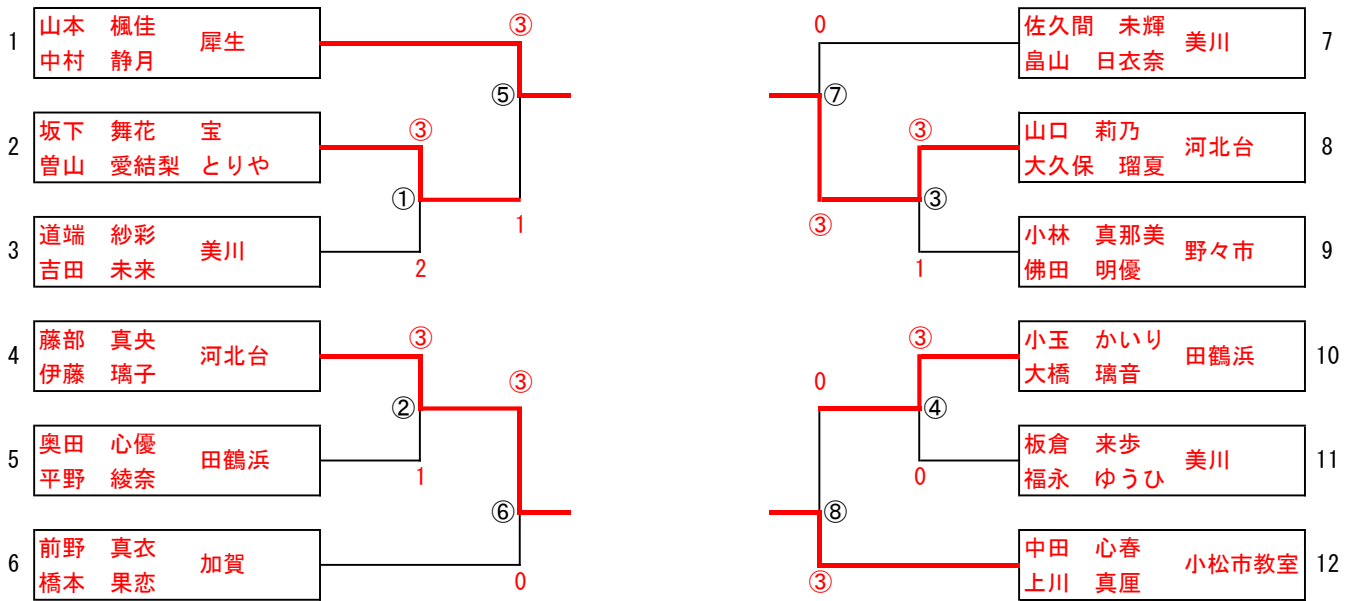 1
山本 楓佳
中村 静月
犀生
2
坂下 舞花 宝
曽山 愛結梨 とりや
3
道端 紗彩
吉田 未来
美川
4
藤部 真央
伊藤 璃子
河北台
5
奥田 心優
平野 綾奈
田鶴浜
6
前野 真衣
橋本 果恋
加賀
③
⑤
③
①
1
2
③
③
②
1
⑥
0
0
⑦
③
③
③
1
③
0
④
0
⑧
③
佐久間 未輝
畠山 日衣奈
美川
7
山口 莉乃
大久保 瑠夏
河北台
8
小林 真那美
佛田 明優
野々市
9
小玉 かいり
大橋 璃音
田鶴浜
10
板倉 来歩
福永 ゆうひ
美川
11
中田 心春
上川 真厘
小松市教室
12